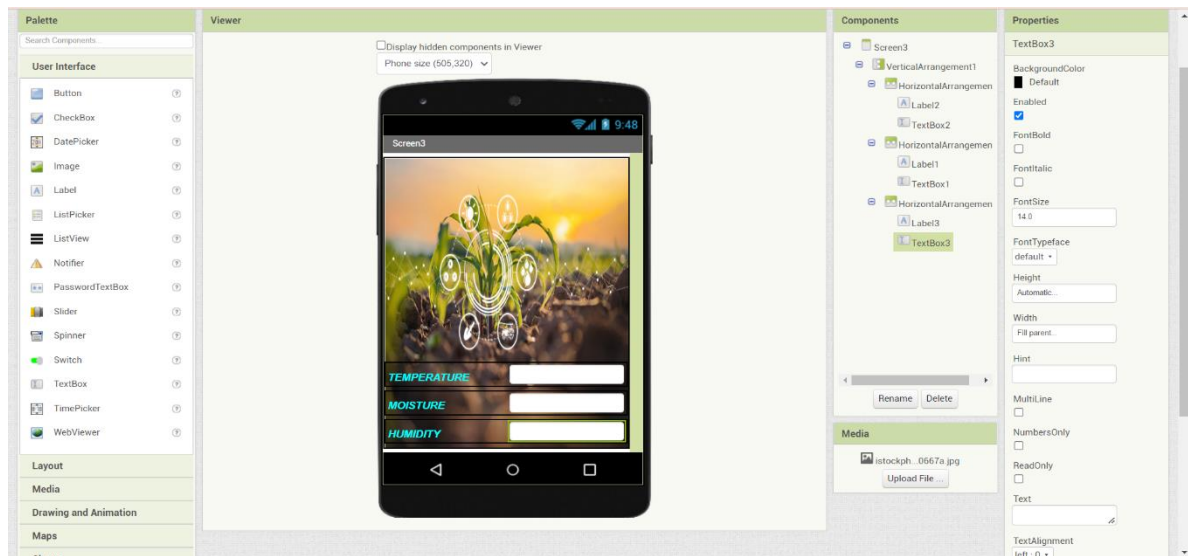 Palette
Search Components...
User Interface
Button
CheckBox
DatePicker
Image
Label
ListPicker
ListView
Notifier
PasswordTextBox
Slider
Spinner
Switch
TextBox
TimePicker
WebViewer
Layout
Media
Drawing and Animation
Maps
Viewer
Display hidden components in Viewer
Phone size (505,320)
9:48
Screen3
TEMPERATURE
MOISTURE
HUMIDITY
Components
Screen3
VerticalArrangement1
HorizontalArrangemen
Label2
TextBox2
HorizontalArrangemen
Label1
TextBox1
HorizontalArrangemen
Label3
TextBox3
Rename Delete
Media
istockph...0667a.jpg
Upload File ...
Properties
TextBox3
BackgroundColor
Default
Enabled
FontBold
FontItalic
FontSize
14.0
FontTypeface
default
Height
Automatic...
Width
Fill parent...
Hint
MultiLine
NumbersOnly
ReadOnly
Text
TextAlignment
left : 0